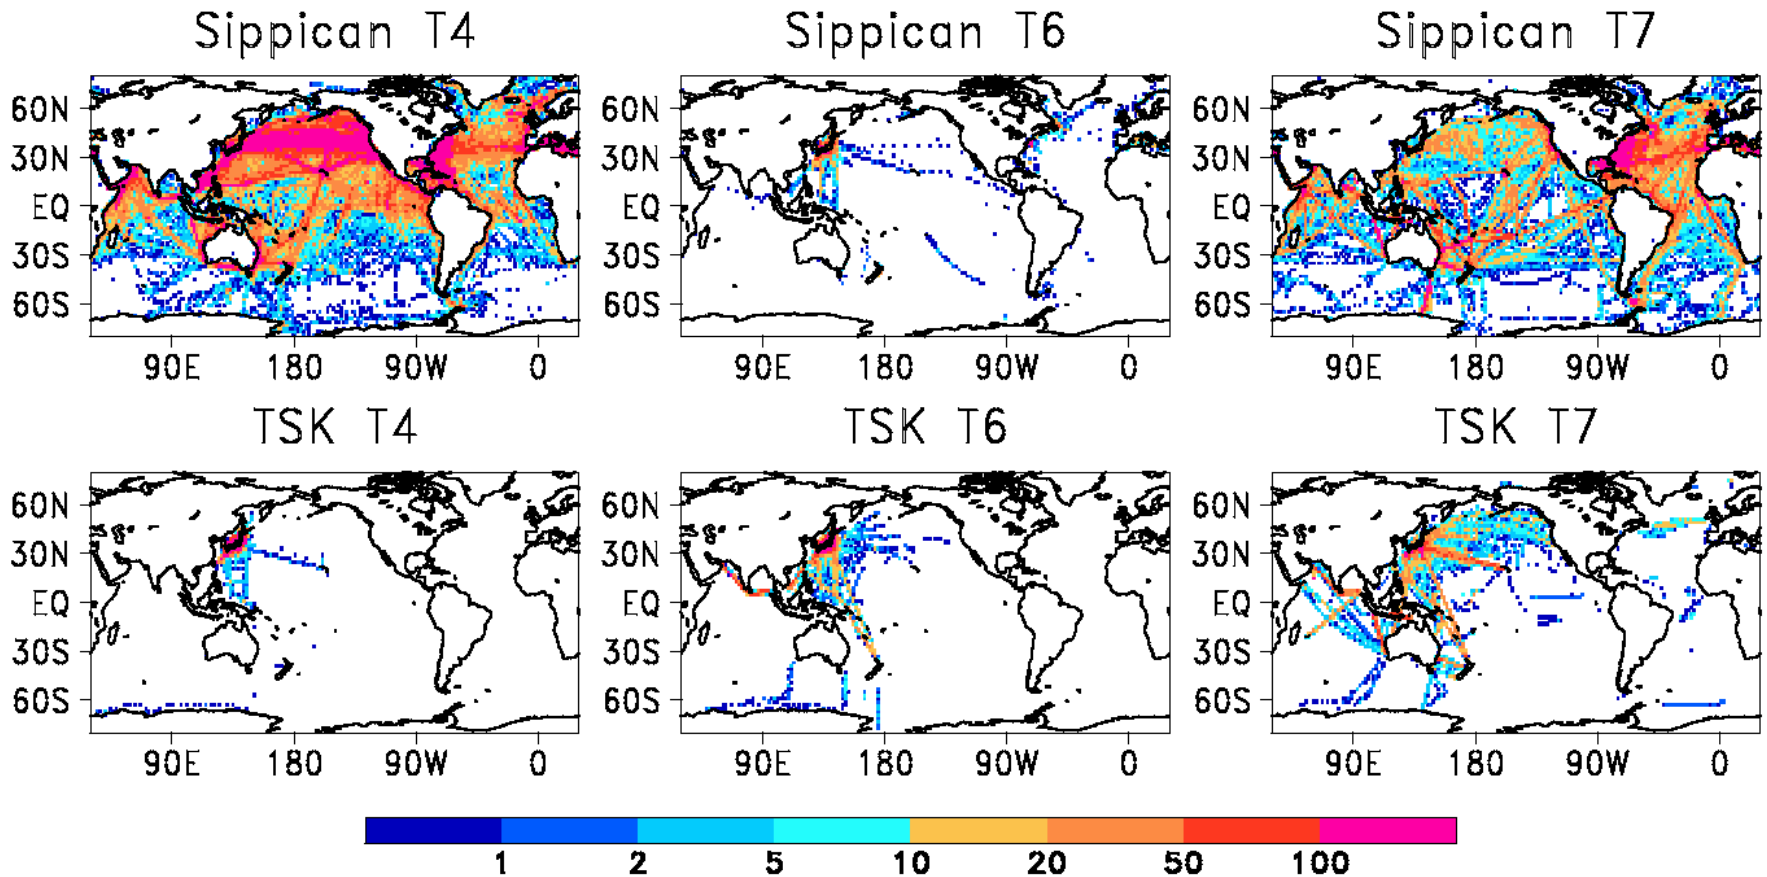 Sippican T4 Sippican T6 Sippican T7
60N 60N 60N
30N 30N 30N
EQ EQ EQ
30S 30S 30S
60S 60S 60S
90E 180 90W 0 90E 180 90W 0 90E 180 90W 0
TSK T4 TSK T6 TSK T7
60N 60N 60N
30N 30N 30N
EQ EQ EQ
30S 30S 30S
60S 60S 60S
90E 180 90W 0 90E 180 90W 0 90E 180 90W 0
1 2 5 10 20 50 100